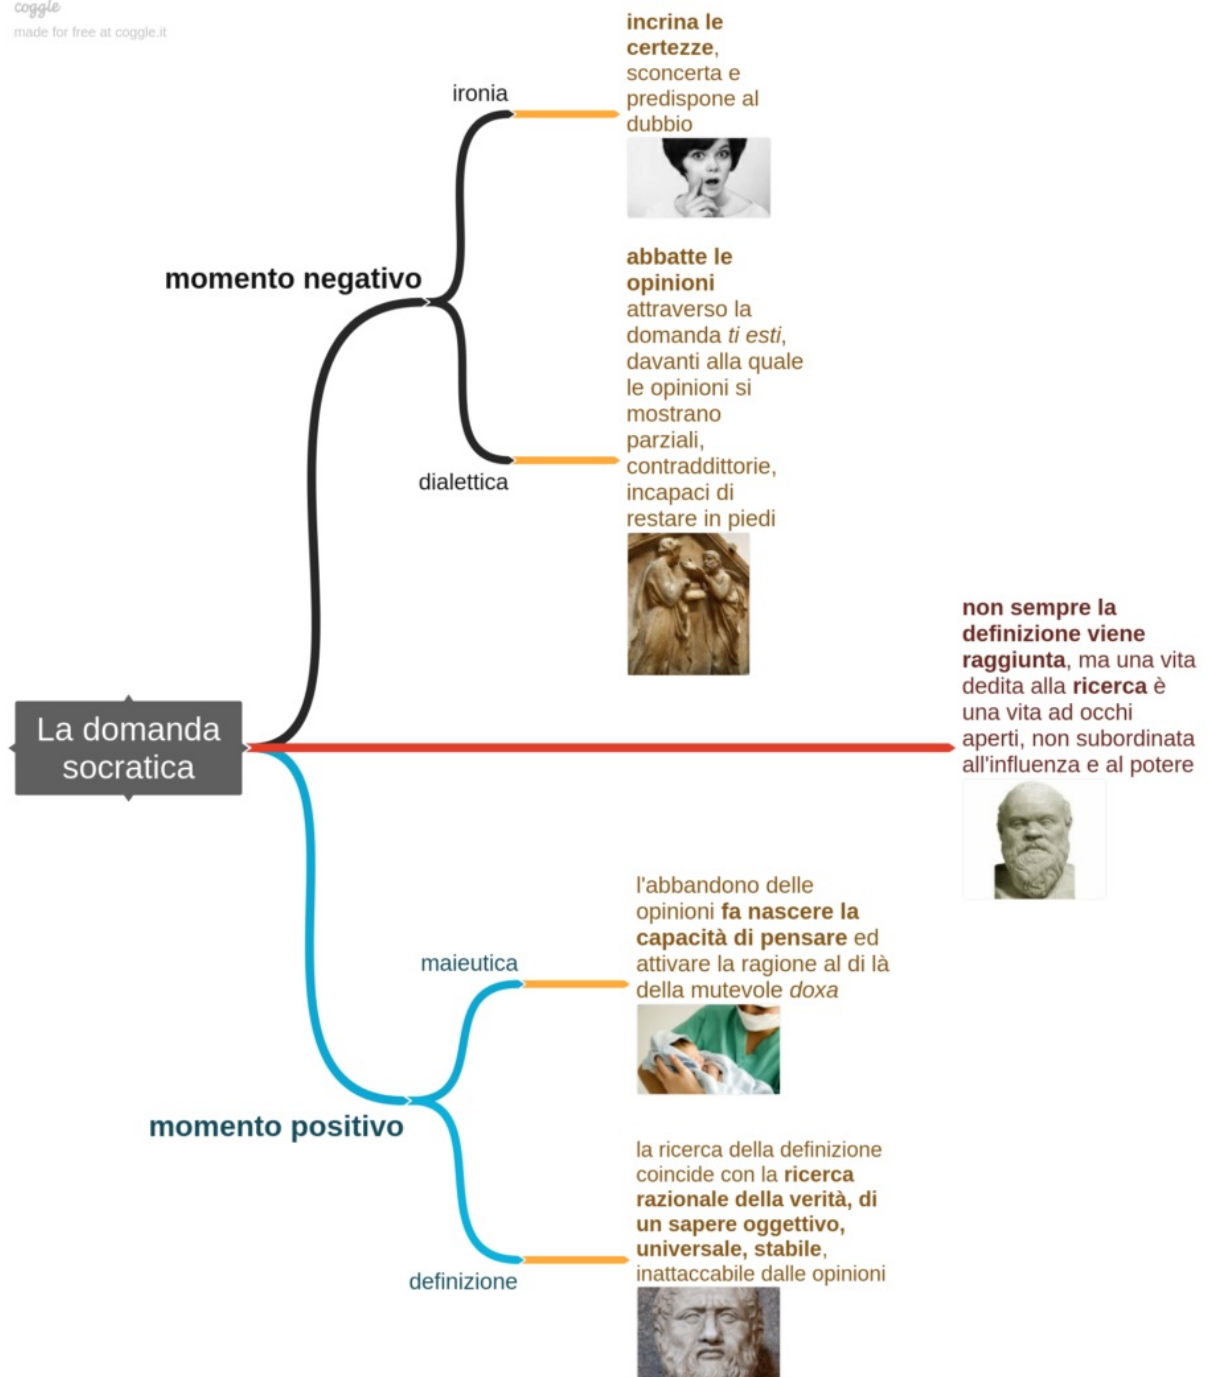 coggle
made for free at coggle.it
incrina le
certezze,
sconcerta e
predispone al
dubbio
ironia
momento negativo
abbatte le
opinioni
attraverso la
domanda ti esti,
davanti alla quale
le opinioni si
mostrano
parziali,
contraddittorie,
incapaci di
restare in piedi
dialettica
La domanda
socratica
non sempre la
definizione viene
raggiunta, ma una vita
dedita alla ricerca è
una vita ad occhi
aperti, non subordinata
all'influenza e al potere
l'abbandono delle
opinioni fa nascere la
capacità di pensare ed
attivare la ragione al di là
della mutevole doxa
maieutica
momento positivo
la ricerca della definizione
coincide con la ricerca
razionale della verità, di
un sapere oggettivo,
universale, stabile,
inattaccabile dalle opinioni
definizione